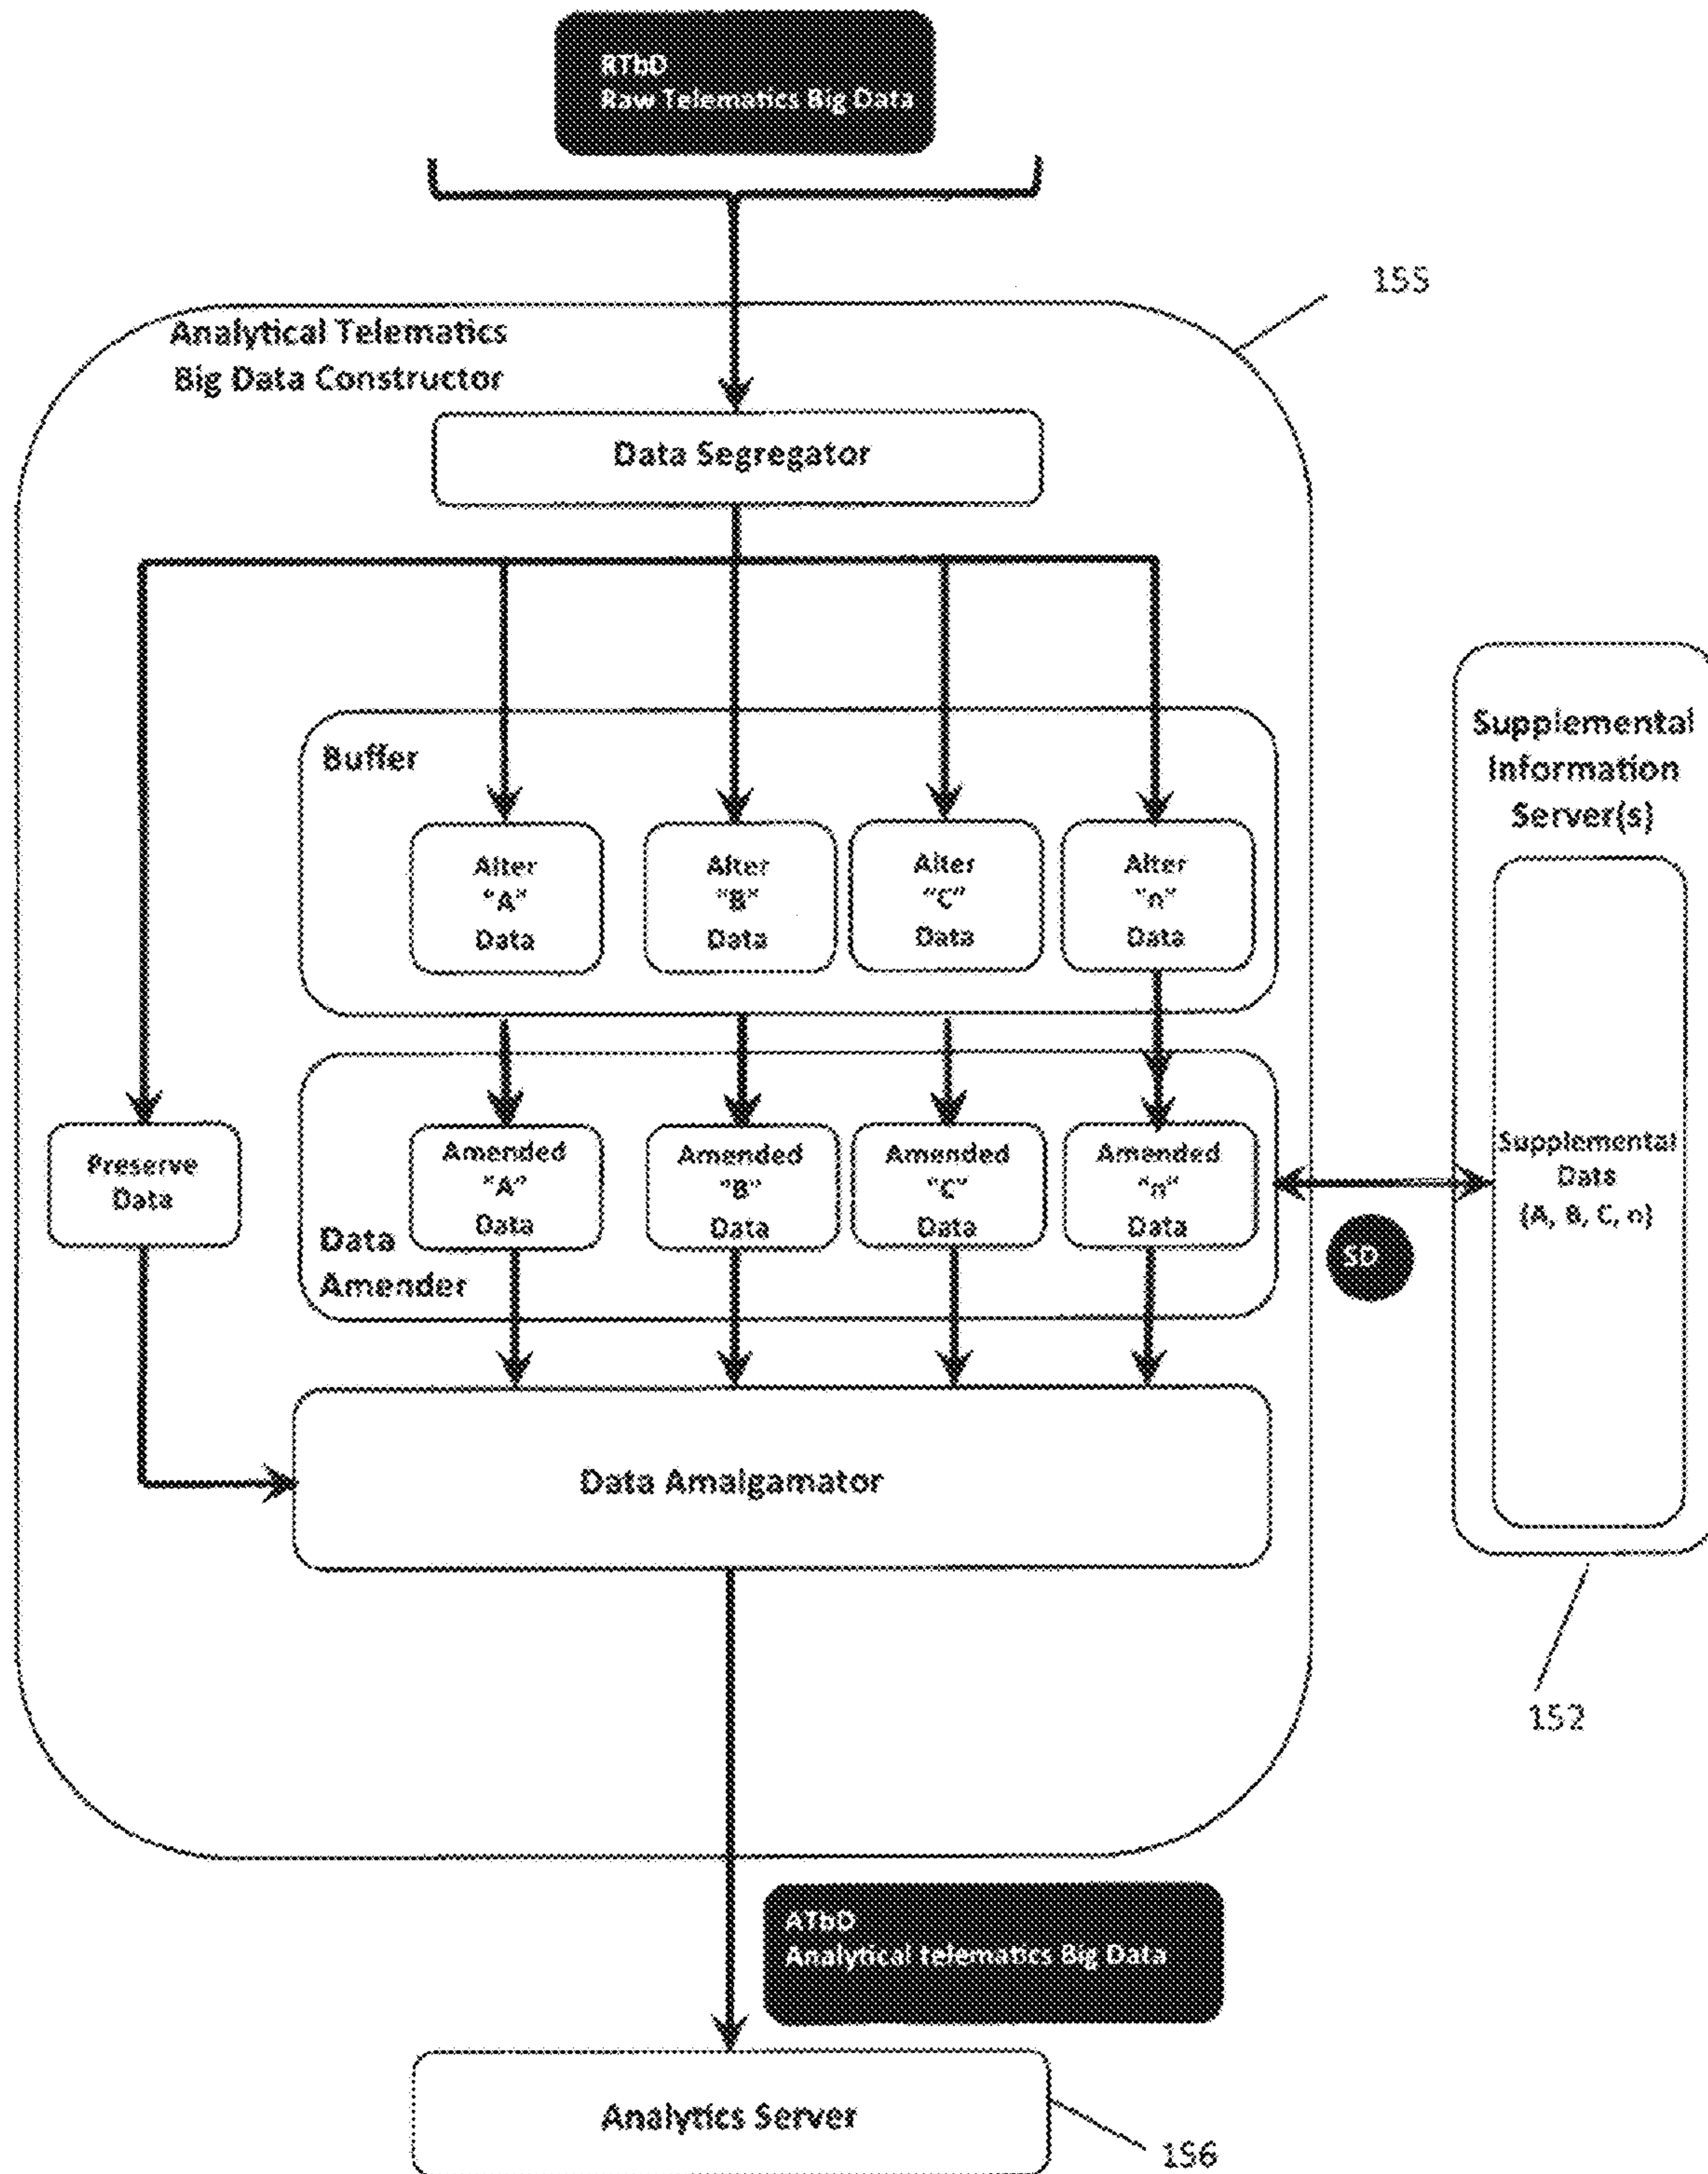 RTbD
Raw Telematics Big Data
155
Analytical Telematics
Big Data Constructor
Data Segregator
Supplemental
Information
Server(s)
Buffer
Alter
"A"
Data
Alter
"B"
Data
Alter
"C"
Data
Alter
"n"
Data
Preserve
Data
Amended
"A"
Data
Amended
"B"
Data
Amended
"C"
Data
Amended
"n"
Data
Data
Amender
Supplemental
Data
(A, B, C, n)
SD
Data Amalgamator
152
ATbD
Analytical telematics Big Data
Analytics Server
156